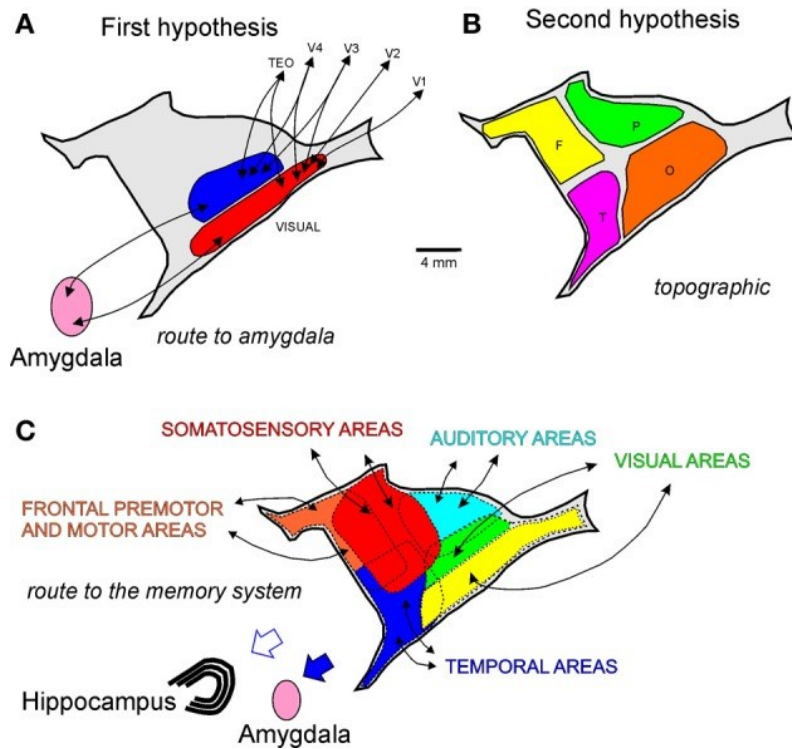 A
First hypothesis
TEO
V4
V3
V2
V1
VISUAL
Amygdala
route to amygdala
4 mm
B
Second hypothesis
F
P
O
T
topographic
C
SOMATOSENSORY AREAS
AUDITORY AREAS
VISUAL AREAS
FRONTAL PREMOTOR
AND MOTOR AREAS
route to the memory system
TEMPORAL AREAS
Hippocampus
Amygdala